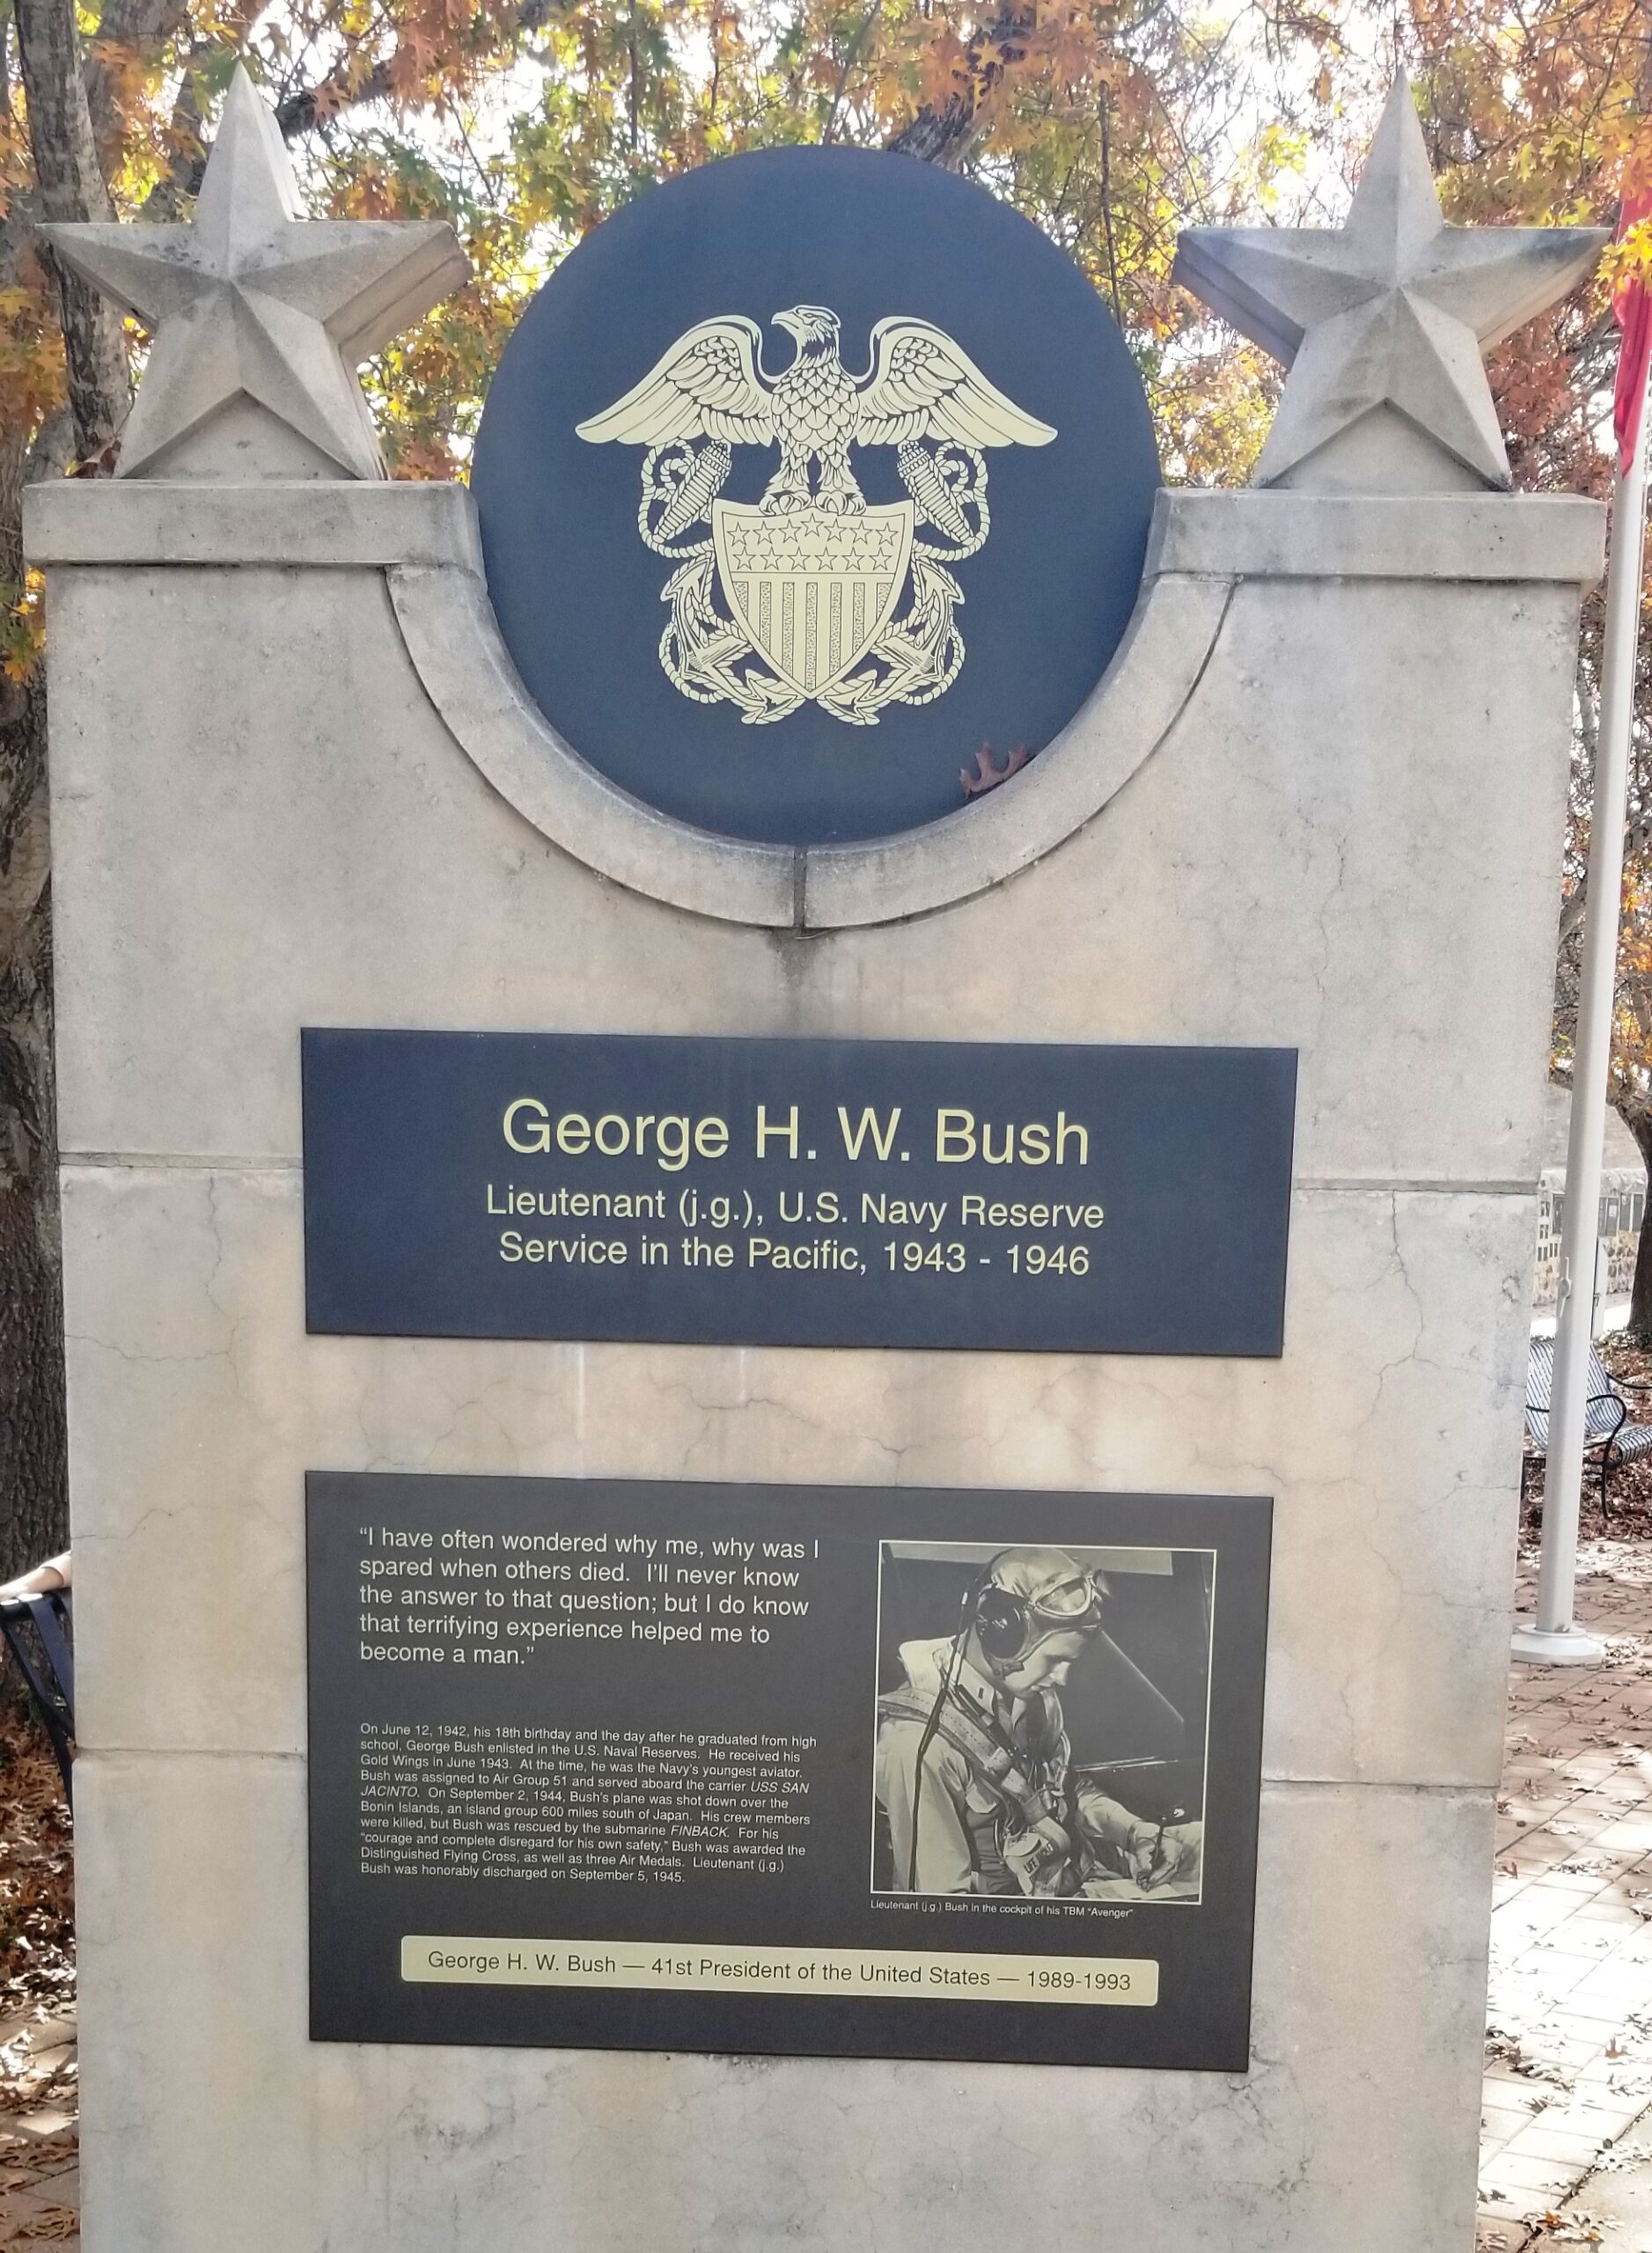 George H. W. Bush
Lieutenant (j.g.), U.S. Navy Reserve
Service in the Pacific, 1943 - 1946
“I have often wondered why me, why was I
spared when others died.  I'll never know
the answer to that question; but I do know
that terrifying experience helped me to
become a man.”
On June 12, 1942, his 18th birthday and the day after he graduated from high
school, George Bush enlisted in the U.S. Naval Reserves.  He received his
Gold Wings in June 1943.  At the time, he was the Navy's youngest aviator.
Bush was assigned to Air Group 51 and served aboard the carrier USS SAN
JACINTO.  On September 2, 1944, Bush's plane was shot down over the
Bonin Islands, an island group 600 miles south of Japan.  His crew members
were killed, but Bush was rescued by the submarine FINBACK.  For his
“courage and complete disregard for his own safety,” Bush was awarded the
Distinguished Flying Cross, as well as three Air Medals.  Lieutenant (j.g.)
Bush was honorably discharged on September 5, 1945.
Lieutenant (j.g.) Bush in the cockpit of his TBM “Avenger”
George H. W. Bush — 41st President of the United States — 1989-1993